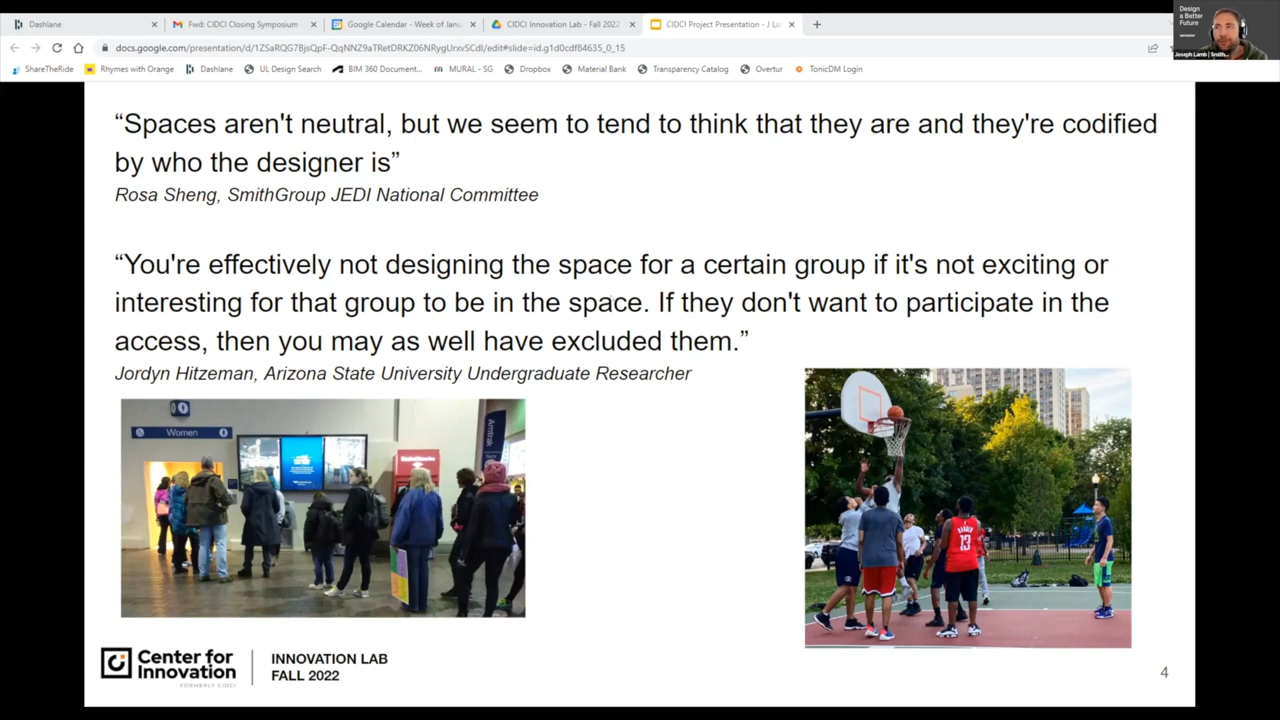 Dashlane
Fwd: CIDCI Closing Symposium -
Google Calendar - Week of Janu
CIDCI Innovation Lab - Fall 2022
CIDCI Project Presentation - J La
docs.google.com/presentation/d/1ZSaRQG7BjsQpF-QqNNZ9aTRetDRKZ06NRygUrxvSCdI/edit#slide=id.g1d0cdf84635_0_15
ShareTheRide
Rhymes with Orange
Dashlane
UL Design Search
BIM 360 Document...
MURAL - SG
Dropbox
Material Bank
Transparency Catalog
Overtur
TonicDM Login
Design
a Better
Future
Joseph Lamb | Smith...
“Spaces aren't neutral, but we seem to tend to think that they are and they're codified
by who the designer is”
Rosa Sheng, SmithGroup JEDI National Committee
“You're effectively not designing the space for a certain group if it's not exciting or
interesting for that group to be in the space. If they don't want to participate in the
access, then you may as well have excluded them.”
Jordyn Hitzeman, Arizona State University Undergraduate Researcher
Women
Amtrak
HARDEN
13
Center for
Innovation
FORMERLY CIDCI
INNOVATION LAB
FALL 2022
4